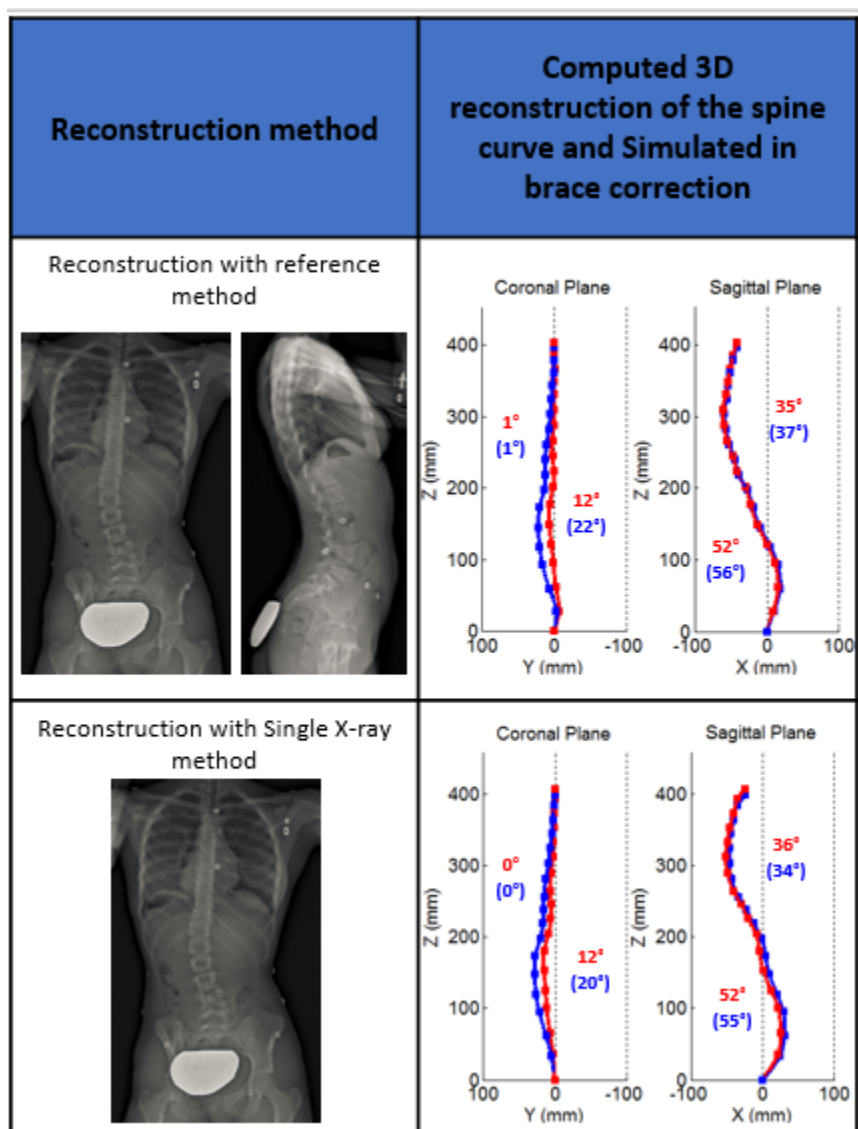 Reconstruction method
Computed 3D
reconstruction of the spine
curve and Simulated in
brace correction
Reconstruction with reference
method
Coronal Plane
Sagittal Plane
400
300
200
100
0
Z (mm)
1°
(1°)
12°
(22°)
100
0
-100
Y (mm)
400
300
200
100
0
Z (mm)
35°
(37°)
52°
(56°)
-100
0
100
X (mm)
Reconstruction with Single X-ray
method
Coronal Plane
Sagittal Plane
400
300
200
100
0
Z (mm)
0°
(0°)
12°
(20°)
100
0
-100
Y (mm)
400
300
200
100
0
Z (mm)
36°
(34°)
52°
(55°)
-100
0
100
X (mm)